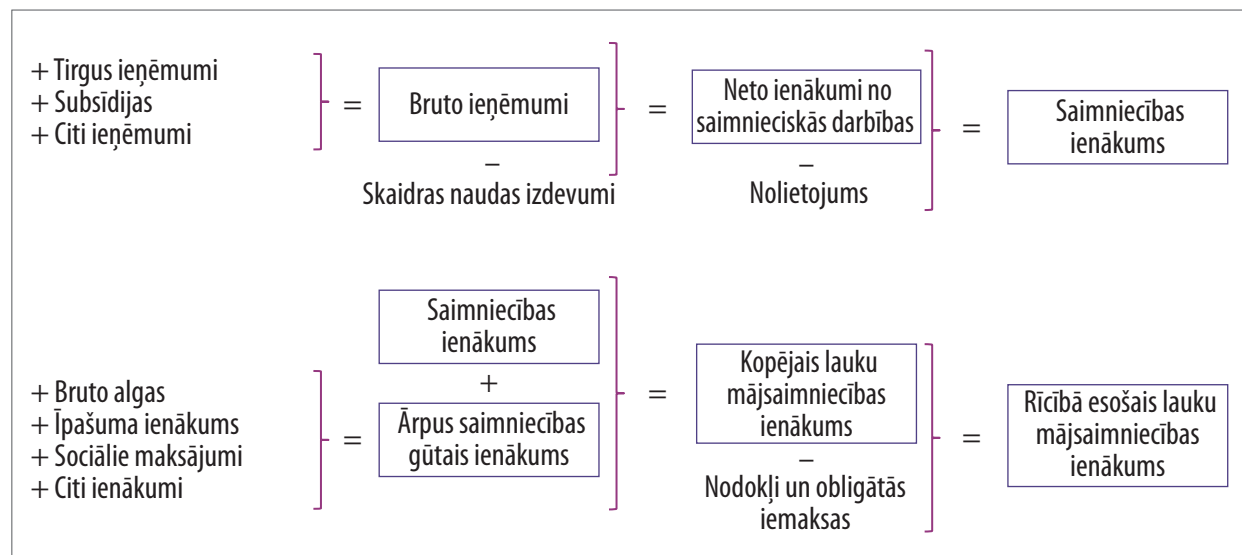 + Tirgus ieņēmumi
+ Subsīdijas
+ Citi ieņēmumi
=
Bruto ieņēmumi
–
Skaidras naudas izdevumi
=
Neto ienākumi no
saimnieciskās darbības
–
Nolietojums
=
Saimniecības
ienākums
+ Bruto algas
+ Īpašuma ienākums
+ Sociālie maksājumi
+ Citi ienākumi
=
Saimniecības
ienākums
+
Ārpus saimniecības
gūtais ienākums
=
Kopējais lauku
mājsaimniecības
ienākums
–
Nodokļi un obligātās
iemaksas
=
Rīcībā esošais lauku
mājsaimniecības
ienākums